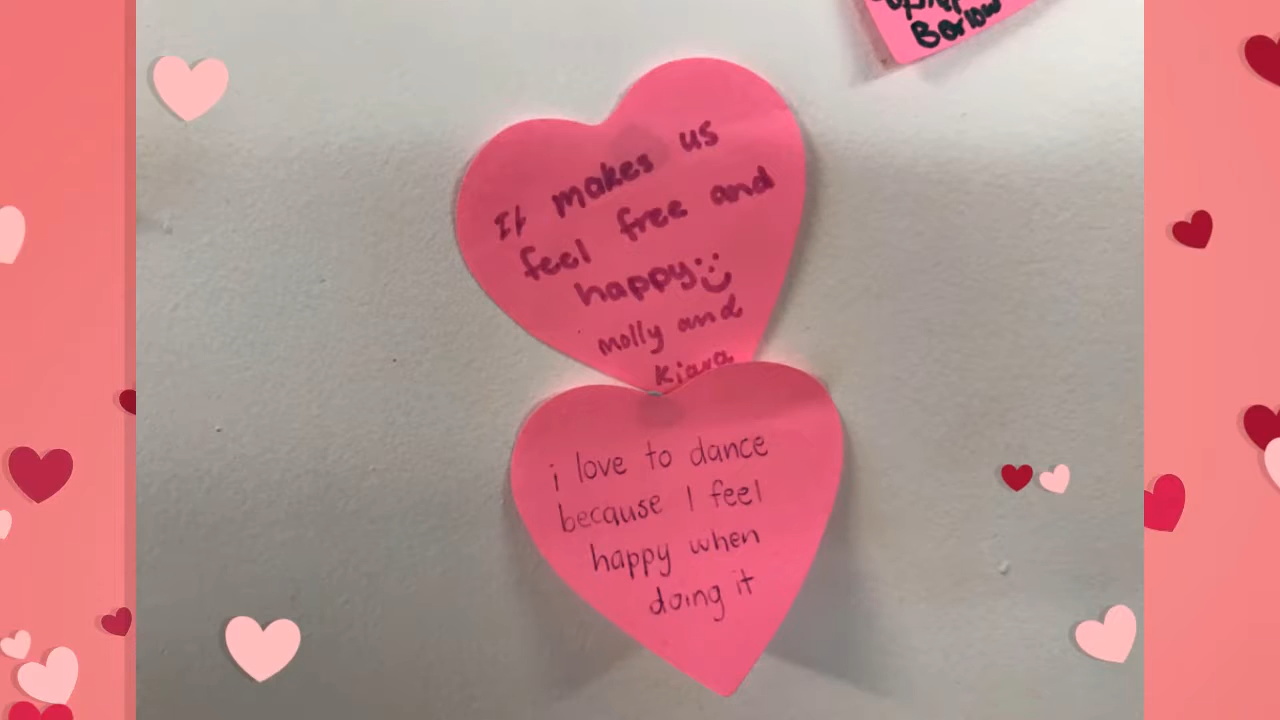 Borlow
It makes us
feel free and
happy :)
molly and
Kiara
i love to dance
because I feel
happy when
doing it